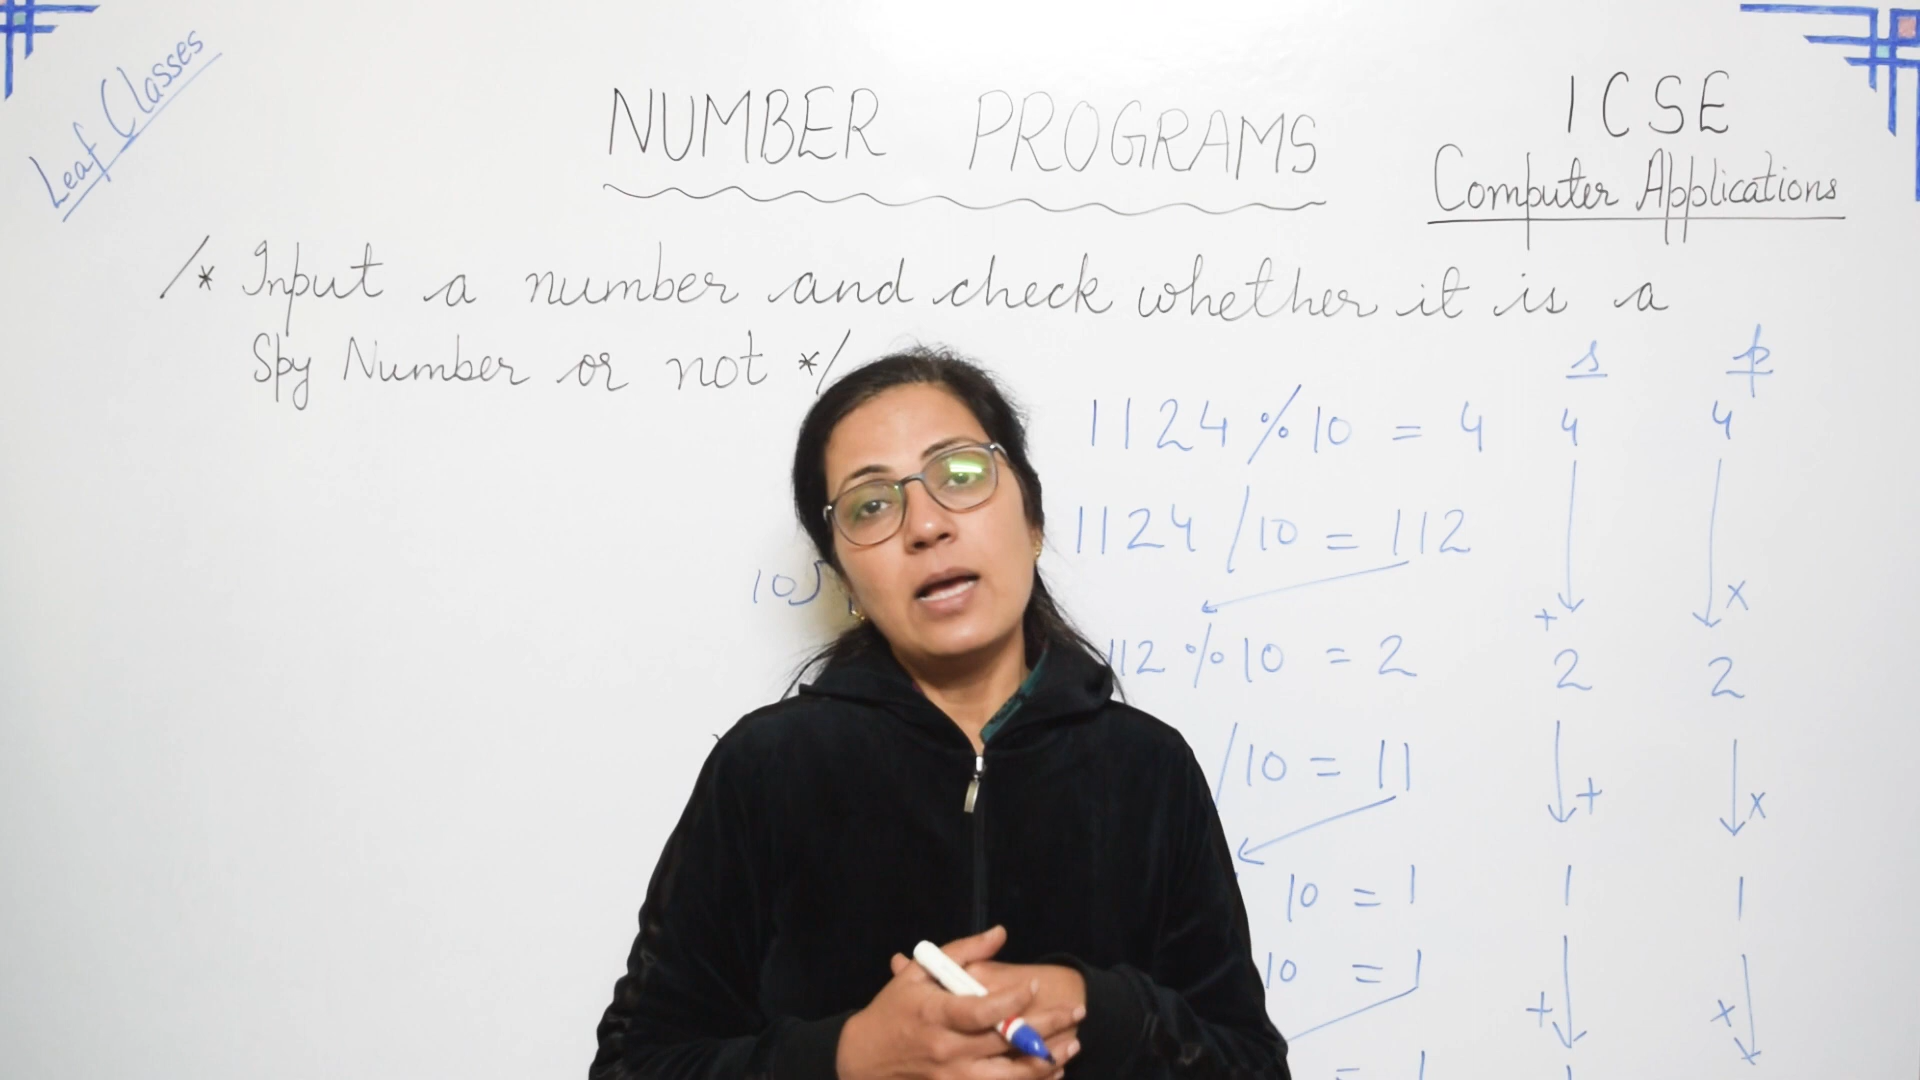 Leaf Classes
NUMBER PROGRAMS
ICSE
Computer Applications
/* Input a number and check whether it is a
Spy Number or not */
s p
1124 % 10 = 4 4 4
1124 / 10 = 112
+ x
112 % 10 = 2 2 2
/ 10 = 11
+ x
10 = 1 1 1
10 = 1
+ x
= 1 1